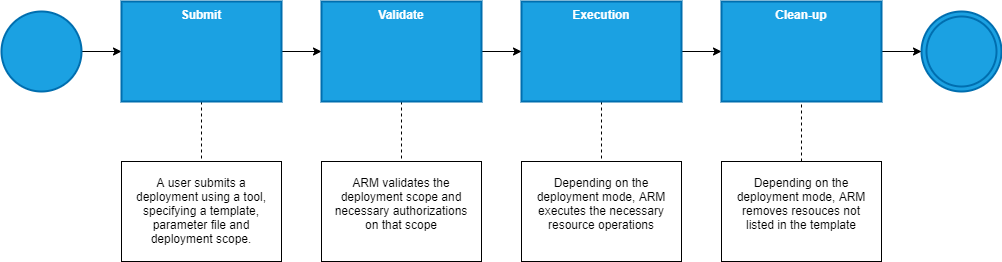 Submit
Validate
Execution
Clean-up
A user submits a
deployment using a tool,
specifying a template,
parameter file and
deployment scope.
ARM validates the
deployment scope and
necessary authorizations
on that scope
Depending on the
deployment mode, ARM
executes the necessary
resource operations
Depending on the
deployment mode, ARM
removes resouces not
listed in the template